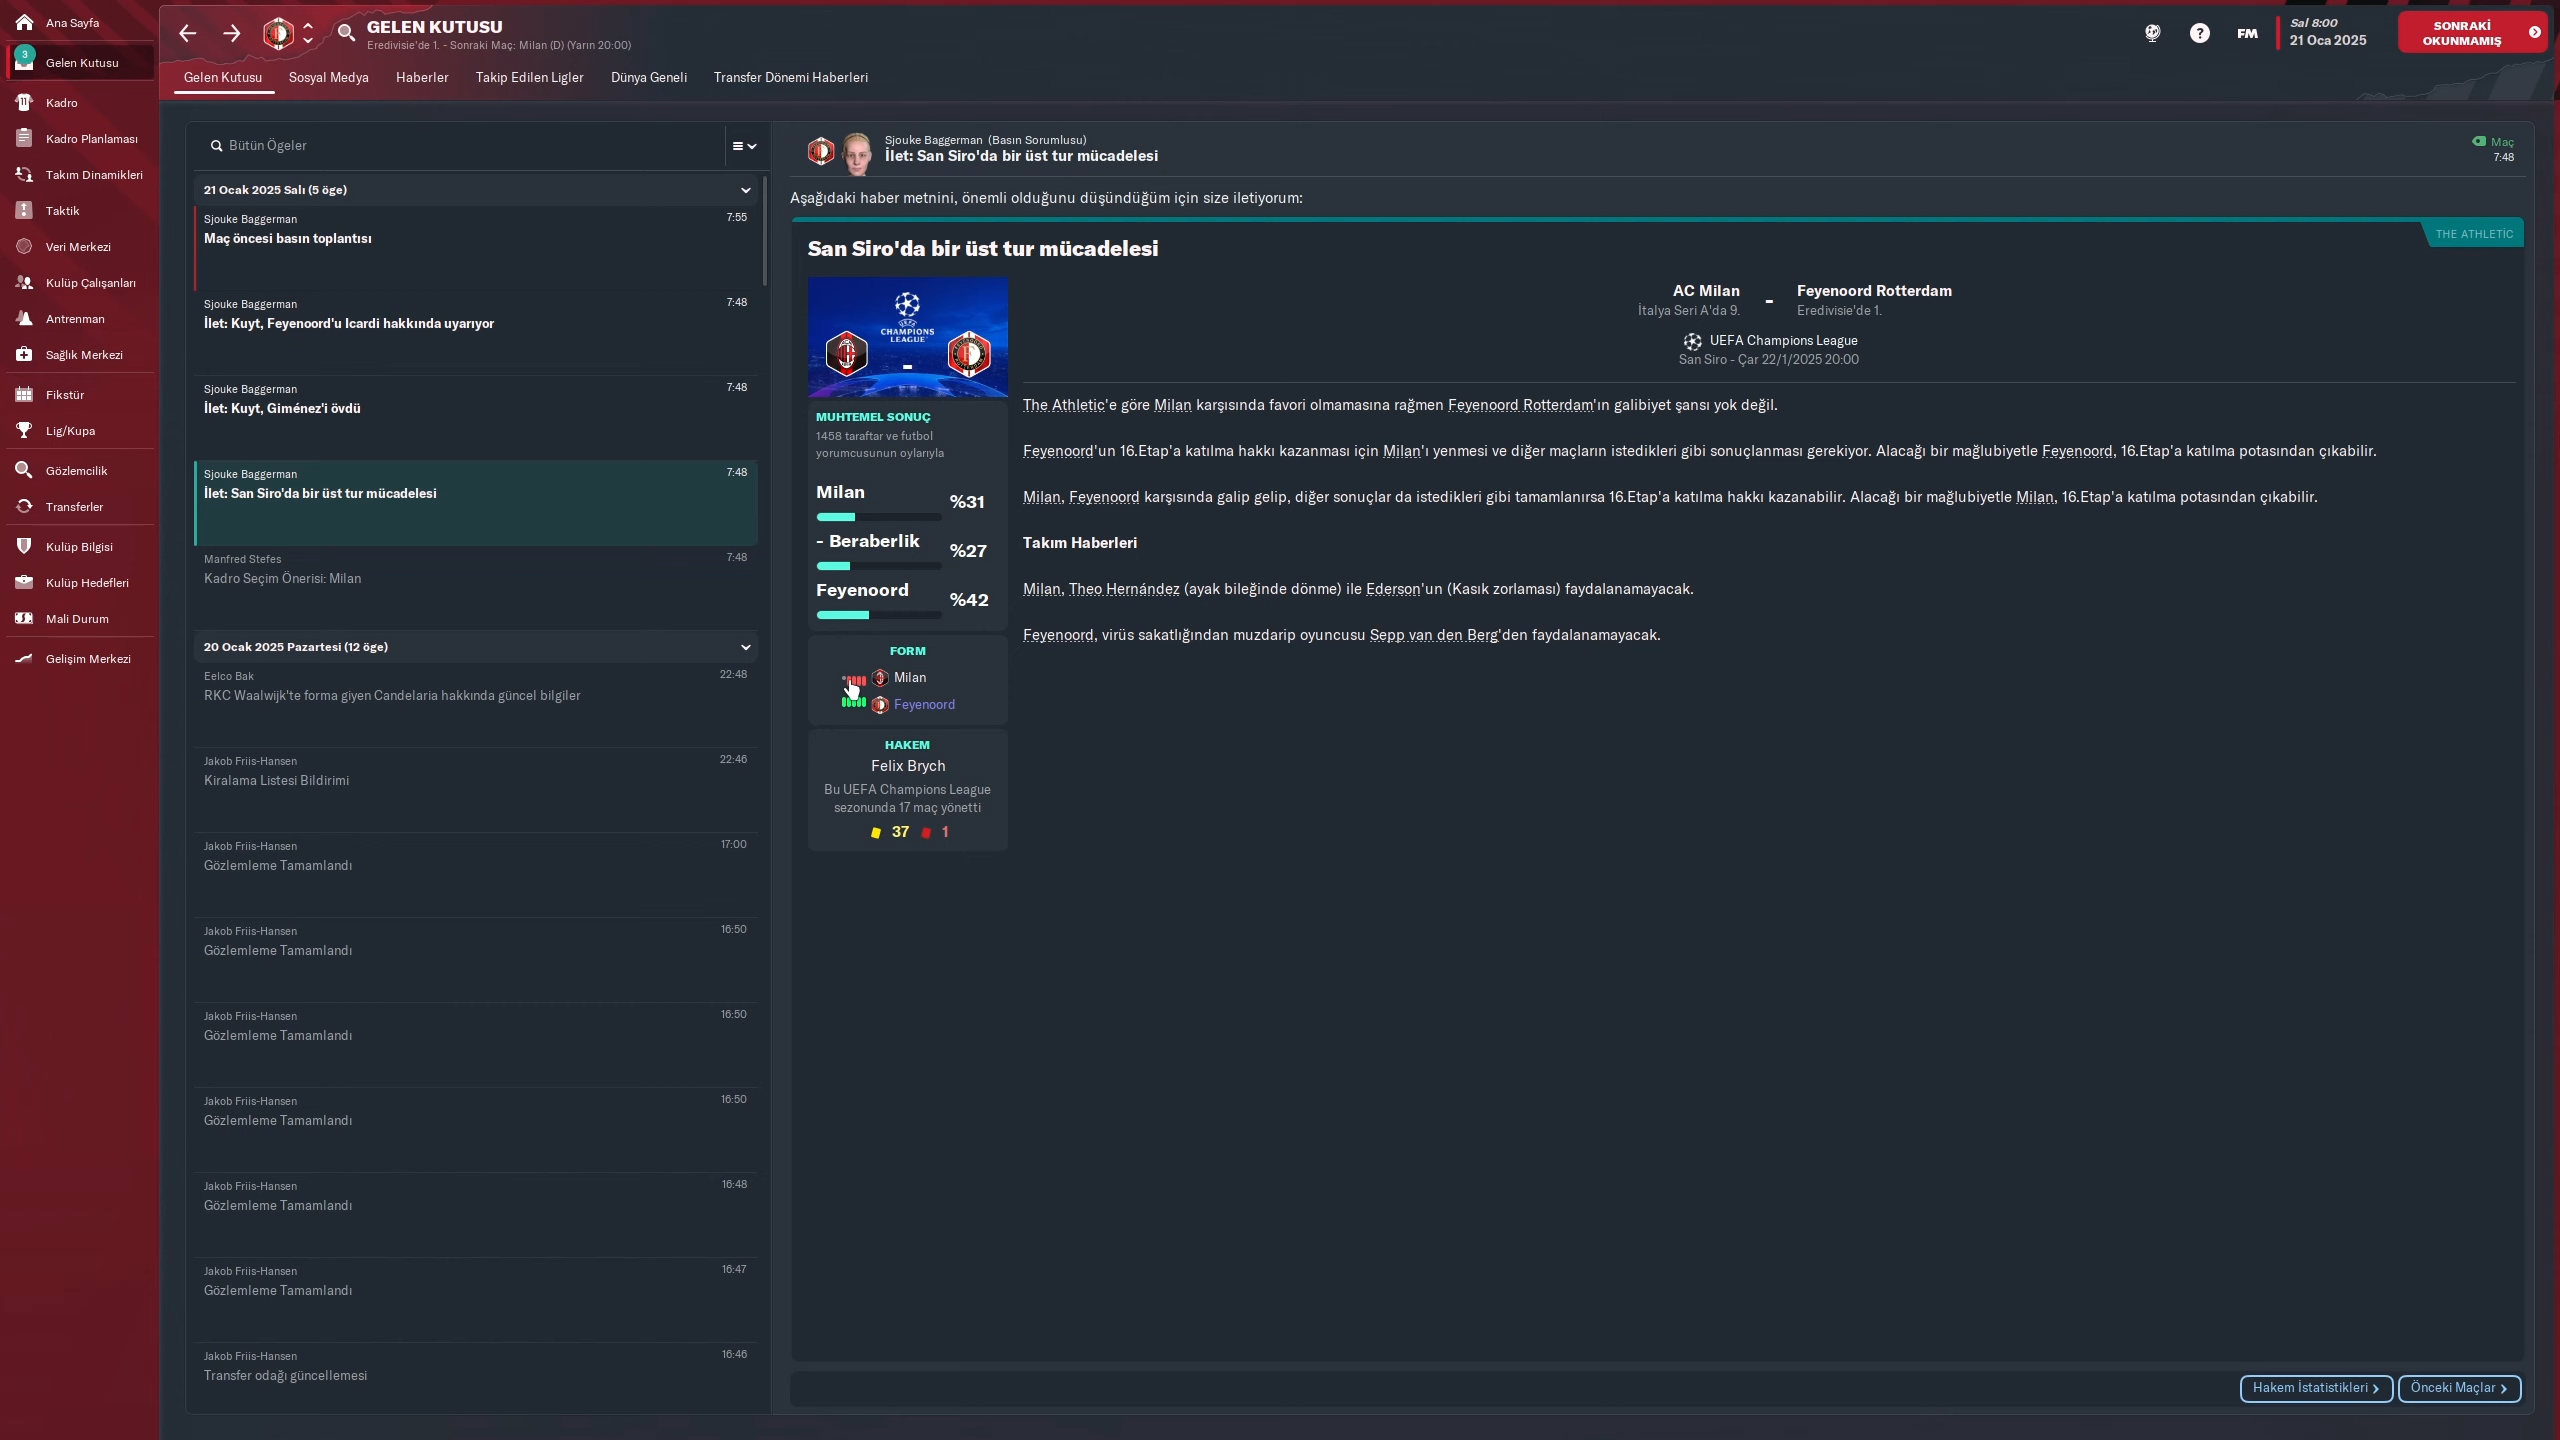 Ana Sayfa
3
Gelen Kutusu
Kadro
Kadro Planlaması
Takım Dinamikleri
Taktik
Veri Merkezi
Kulüp Çalışanları
Antrenman
Sağlık Merkezi
Fikstür
Lig/Kupa
Gözlemcilik
Transferler
Kulüp Bilgisi
Kulüp Hedefleri
Mali Durum
Gelişim Merkezi
GELEN KUTUSU
Eredivisie'de 1. - Sonraki Maç: Milan (D) (Yarın 20:00)
FM
Sal 8:00
21 Oca 2025
SONRAKİ
OKUNMAMIŞ
Gelen Kutusu Sosyal Medya Haberler Takip Edilen Ligler Dünya Geneli Transfer Dönemi Haberleri
Bütün Ögeler
21 Ocak 2025 Salı (5 öge)
Sjouke Baggerman 7:55
Maç öncesi basın toplantısı
Sjouke Baggerman 7:48
İlet: Kuyt, Feyenoord'u Icardi hakkında uyarıyor
Sjouke Baggerman 7:48
İlet: Kuyt, Giménez'i övdü
Sjouke Baggerman 7:48
İlet: San Siro'da bir üst tur mücadelesi
Manfred Stefes 7:48
Kadro Seçim Önerisi: Milan
20 Ocak 2025 Pazartesi (12 öge)
Eelco Bak 22:48
RKC Waalwijk'te forma giyen Candelaria hakkında güncel bilgiler
Jakob Friis-Hansen 22:46
Kiralama Listesi Bildirimi
Jakob Friis-Hansen 17:00
Gözlemleme Tamamlandı
Jakob Friis-Hansen 16:50
Gözlemleme Tamamlandı
Jakob Friis-Hansen 16:50
Gözlemleme Tamamlandı
Jakob Friis-Hansen 16:50
Gözlemleme Tamamlandı
Jakob Friis-Hansen 16:48
Gözlemleme Tamamlandı
Jakob Friis-Hansen 16:47
Gözlemleme Tamamlandı
Jakob Friis-Hansen 16:46
Transfer odağı güncellemesi
Sjouke Baggerman (Basın Sorumlusu)
İlet: San Siro'da bir üst tur mücadelesi
Maç
7:48
Aşağıdaki haber metnini, önemli olduğunu düşündüğüm için size iletiyorum:
THE ATHLETİC
San Siro'da bir üst tur mücadelesi
UEFA
CHAMPIONS
LEAGUE
-
MUHTEMEL SONUÇ
1458 taraftar ve futbol
yorumcusunun oylarıyla
Milan %31
- Beraberlik %27
Feyenoord %42
FORM
Milan
Feyenoord
HAKEM
Felix Brych
Bu UEFA Champions League
sezonunda 17 maç yönetti
37 1
AC Milan - Feyenoord Rotterdam
İtalya Seri A'da 9. Eredivisie'de 1.
UEFA Champions League
San Siro - Çar 22/1/2025 20:00
The Athletic'e göre Milan karşısında favori olmamasına rağmen Feyenoord Rotterdam'ın galibiyet şansı yok değil.
Feyenoord'un 16.Etap'a katılma hakkı kazanması için Milan'ı yenmesi ve diğer maçların istedikleri gibi sonuçlanması gerekiyor. Alacağı bir mağlubiyetle Feyenoord, 16.Etap'a katılma potasından çıkabilir.
Milan, Feyenoord karşısında galip gelip, diğer sonuçlar da istedikleri gibi tamamlanırsa 16.Etap'a katılma hakkı kazanabilir. Alacağı bir mağlubiyetle Milan, 16.Etap'a katılma potasından çıkabilir.
Takım Haberleri
Milan, Theo Hernández (ayak bileğinde dönme) ile Ederson'un (Kasık zorlaması) faydalanamayacak.
Feyenoord, virüs sakatlığından muzdarip oyuncusu Sepp van den Berg'den faydalanamayacak.
Hakem İstatistikleri
Önceki Maçlar